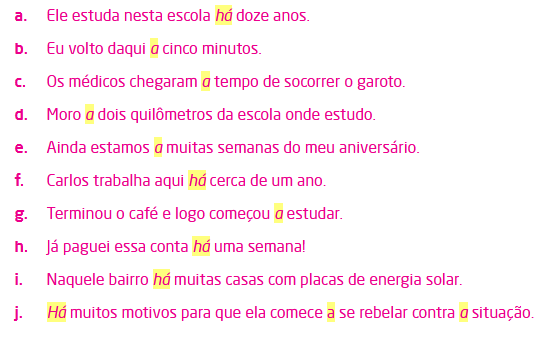 a. Ele estuda nesta escola há doze anos.
b. Eu volto daqui a cinco minutos.
c. Os médicos chegaram a tempo de socorrer o garoto.
d. Moro a dois quilômetros da escola onde estudo.
e. Ainda estamos a muitas semanas do meu aniversário.
f. Carlos trabalha aqui há cerca de um ano.
g. Terminou o café e logo começou a estudar.
h. Já paguei essa conta há uma semana!
i. Naquele bairro há muitas casas com placas de energia solar.
j. Há muitos motivos para que ela comece a se rebelar contra a situação.